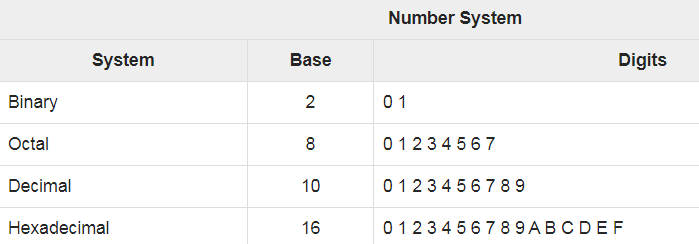 Number System
System Base Digits
Binary 2 0 1
Octal 8 0 1 2 3 4 5 6 7
Decimal 10 0 1 2 3 4 5 6 7 8 9
Hexadecimal 16 0 1 2 3 4 5 6 7 8 9 A B C D E F